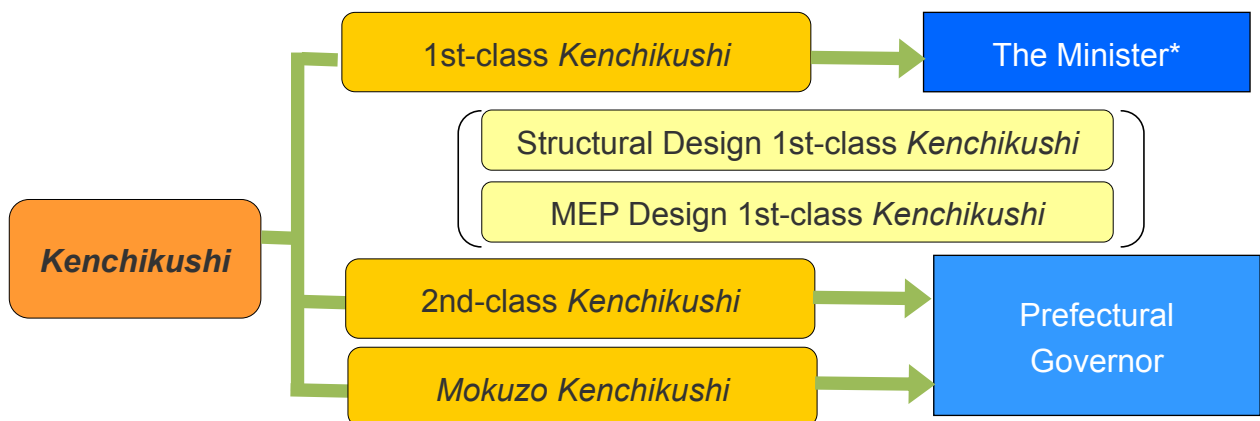 1st-class Kenchikushi
The Minister*
Structural Design 1st-class Kenchikushi
MEP Design 1st-class Kenchikushi
Kenchikushi
2nd-class Kenchikushi
Prefectural
Governor
Mokuzo Kenchikushi